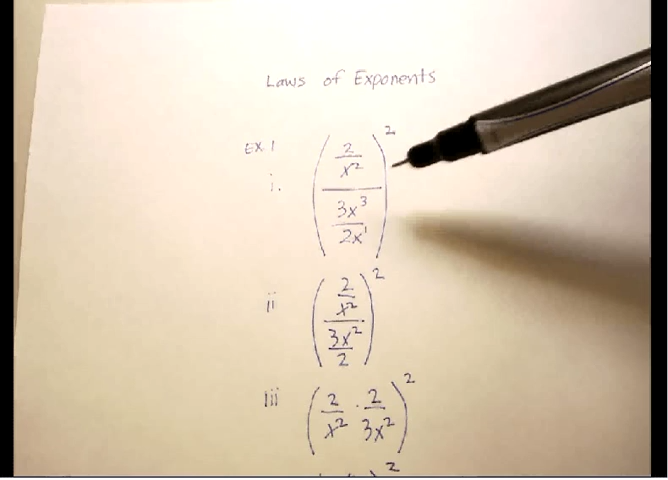 Laws of Exponents
Ex.1
i. ((2/x²)/(3x³/2x¹))²
ii ((2/x²)/(3x²/2))²
iii (2/x² · 2/3x²)²
)²